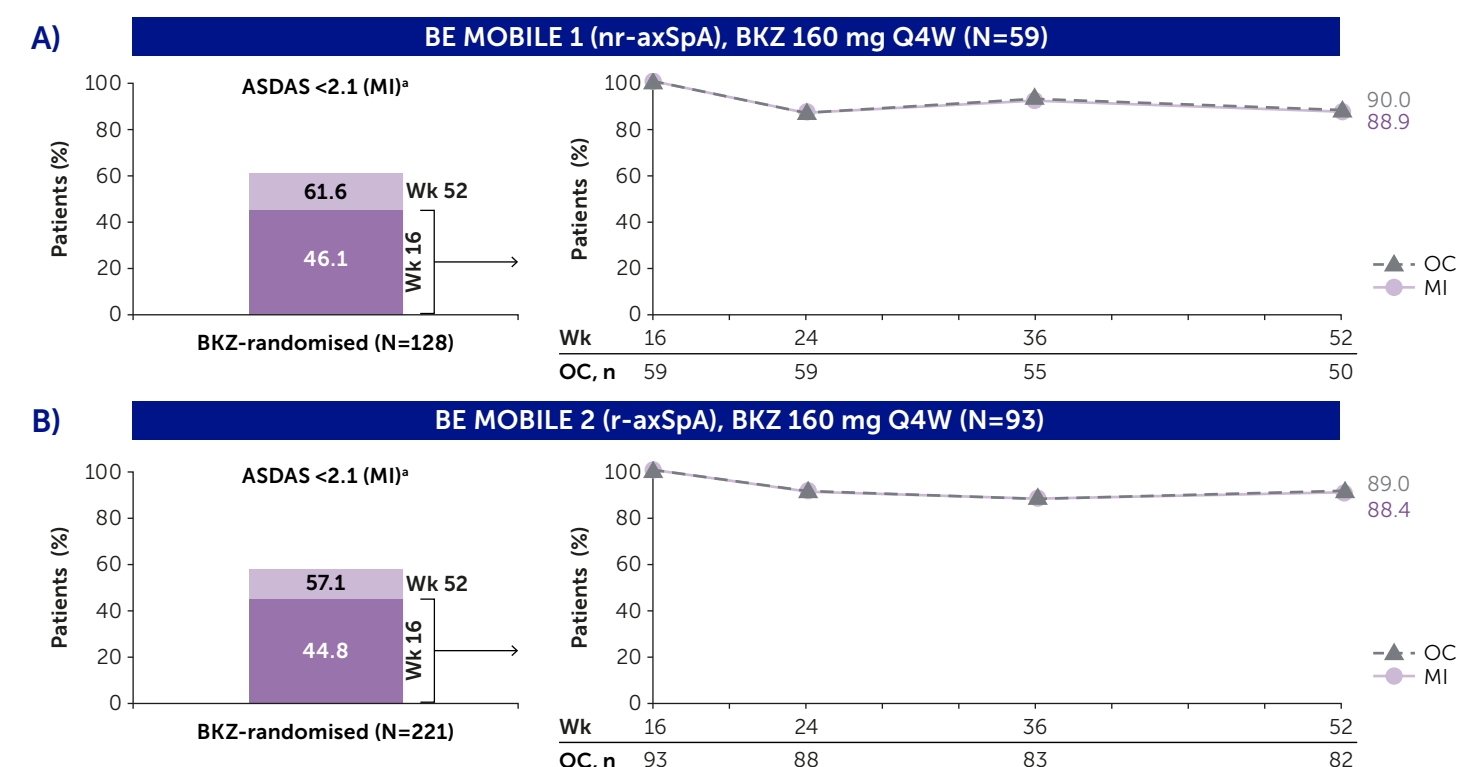 A)
BE MOBILE 1 (nr-axSpA), BKZ 160 mg Q4W (N=59)
ASDAS <2.1 (MI)ᵃ
Patients (%)
100
80
60
40
20
0
61.6
Wk 52
46.1
Wk 16
BKZ-randomised (N=128)
Patients (%)
100
80
60
40
20
0
90.0
88.9
OC
MI
Wk 16 24 36 52
OC, n 59 59 55 50
B)
BE MOBILE 2 (r-axSpA), BKZ 160 mg Q4W (N=93)
ASDAS <2.1 (MI)ᵃ
Patients (%)
100
80
60
40
20
0
57.1
Wk 52
44.8
Wk 16
BKZ-randomised (N=221)
Patients (%)
100
80
60
40
20
0
89.0
88.4
OC
MI
Wk 16 24 36 52
OC, n 93 88 83 82